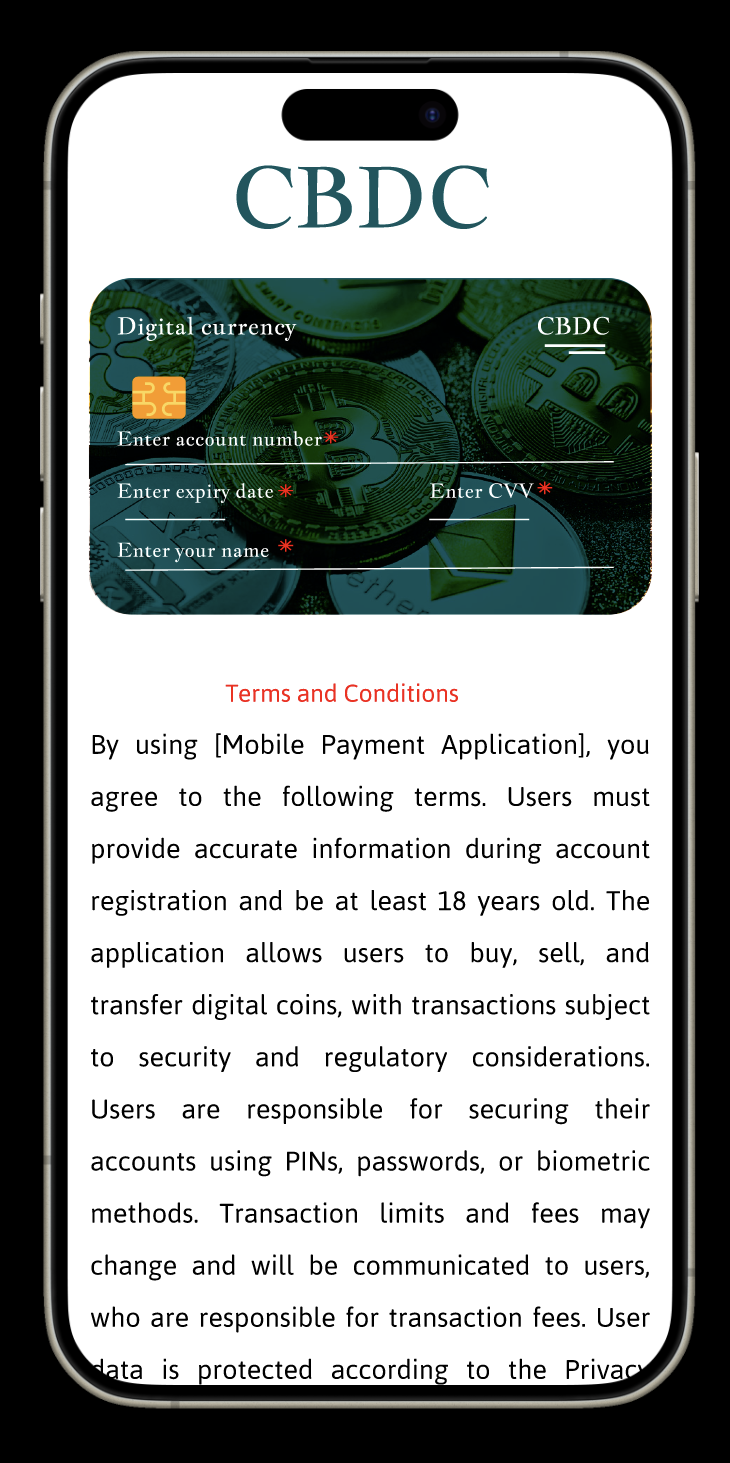 CBDC
SMART CONTRACTS
Digital currency
CBDC
Enter account number*
Enter expiry date *
Enter CVV*
Enter your name *
ether
Terms and Conditions
By using [Mobile Payment Application], you
agree to the following terms. Users must
provide accurate information during account
registration and be at least 18 years old. The
application allows users to buy, sell, and
transfer digital coins, with transactions subject
to security and regulatory considerations.
Users are responsible for securing their
accounts using PINs, passwords, or biometric
methods. Transaction limits and fees may
change and will be communicated to users,
who are responsible for transaction fees. User
data is protected according to the Privacy